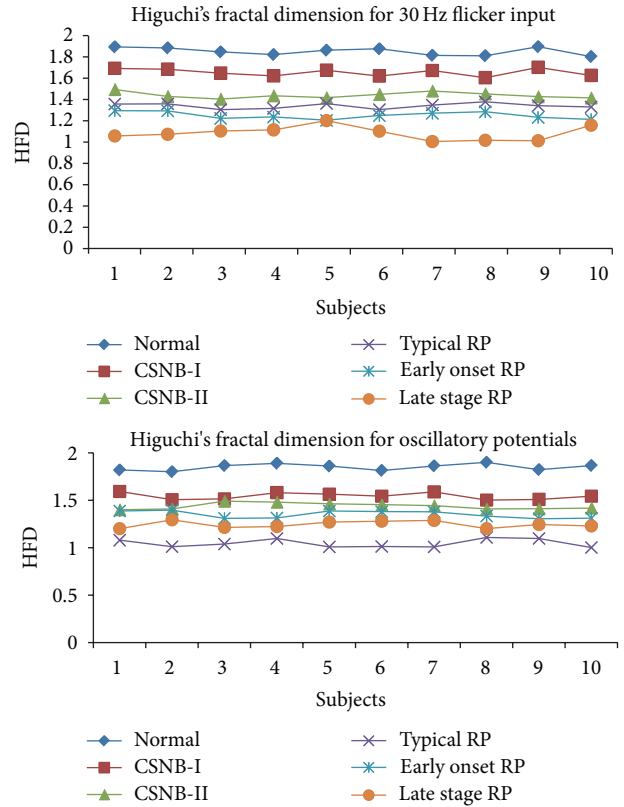 Higuchi’s fractal dimension for 30 Hz flicker input
2
1.8
1.6
1.4
1.2
1
0.8
0.6
0.4
0.2
0
HFD
1 2 3 4 5 6 7 8 9 10
Subjects
Normal Typical RP
CSNB-I Early onset RP
CSNB-II Late stage RP
Higuchi's fractal dimension for oscillatory potentials
2
1.5
1
0.5
0
HFD
1 2 3 4 5 6 7 8 9 10
Subjects
Normal Typical RP
CSNB-I Early onset RP
CSNB-II Late stage RP